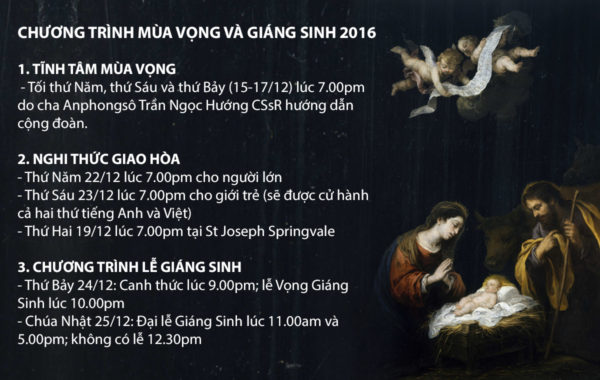 CHƯƠNG TRÌNH MÙA VỌNG VÀ GIÁNG SINH 2016
1. TĨNH TÂM MÙA VỌNG
- Tối thứ Năm, thứ Sáu và thứ Bảy (15-17/12) lúc 7.00pm
do cha Anphongsô Trần Ngọc Hướng CSsR hướng dẫn
cộng đoàn.
2. NGHI THỨC GIAO HÒA
- Thứ Năm 22/12 lúc 7.00pm cho người lớn
- Thứ Sáu 23/12 lúc 7.00pm cho giới trẻ (sẽ được cử hành
cả hai thứ tiếng Anh và Việt)
- Thứ Hai 19/12 lúc 7.00pm tại St Joseph Springvale
3. CHƯƠNG TRÌNH LỄ GIÁNG SINH
- Thứ Bảy 24/12: Canh thức lúc 9.00pm; lễ Vọng Giáng
Sinh lúc 10.00pm
- Chúa Nhật 25/12: Đại lễ Giáng Sinh lúc 11.00am và
5.00pm; không có lễ 12.30pm